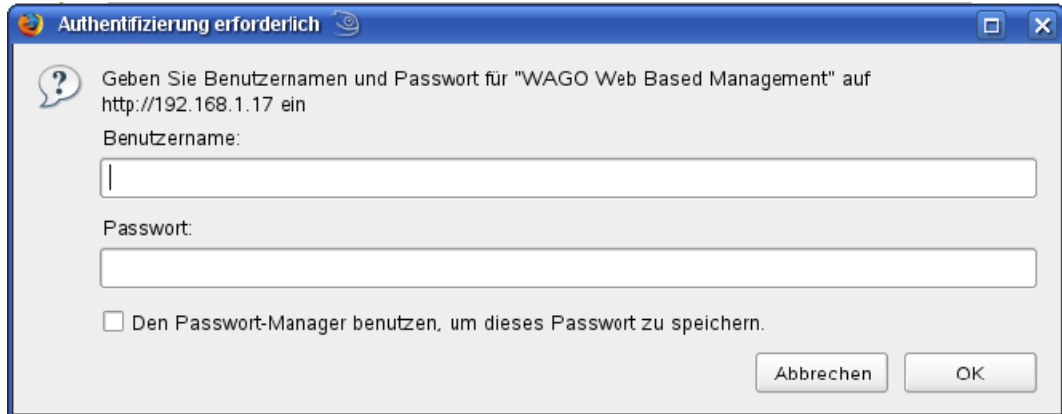 Authentifizierung erforderlich
Geben Sie Benutzernamen und Passwort für "WAGO Web Based Management" auf
http://192.168.1.17 ein
Benutzername:
Passwort:
Den Passwort-Manager benutzen, um dieses Passwort zu speichern.
Abbrechen OK